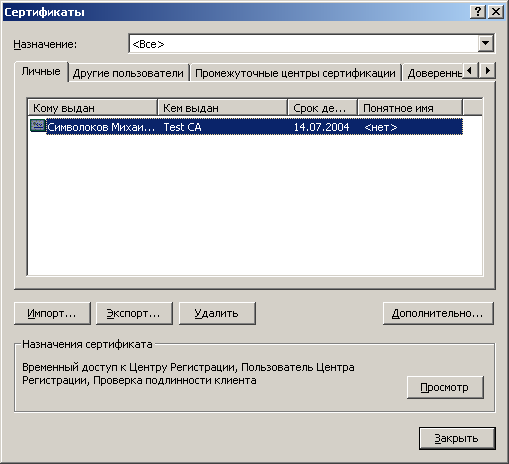 Сертификаты
Назначение:
<Все>
Личные
Другие пользователи
Промежуточные центры сертификации
Доверенны
Кому выдан
Кем выдан
Срок де...
Понятное имя
Символоков Михаи... Test CA 14.07.2004 <нет>
Импорт...
Экспорт...
Удалить
Дополнительно...
Назначения сертификата
Временный доступ к Центру Регистрации, Пользователь Центра
Регистрации, Проверка подлинности клиента
Просмотр
Закрыть